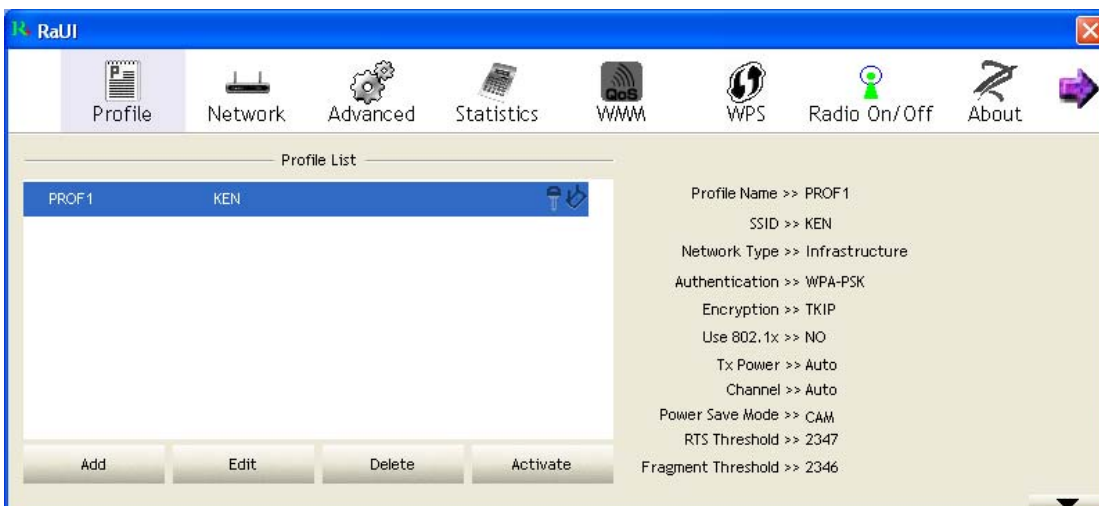 RaUI
Profile Network Advanced Statistics QoS WMM WPS Radio On/Off About
Profile List
PROF1 KEN
Profile Name >> PROF1
SSID >> KEN
Network Type >> Infrastructure
Authentication >> WPA-PSK
Encryption >> TKIP
Use 802.1x >> NO
Tx Power >> Auto
Channel >> Auto
Power Save Mode >> CAM
RTS Threshold >> 2347
Fragment Threshold >> 2346
Add Edit Delete Activate